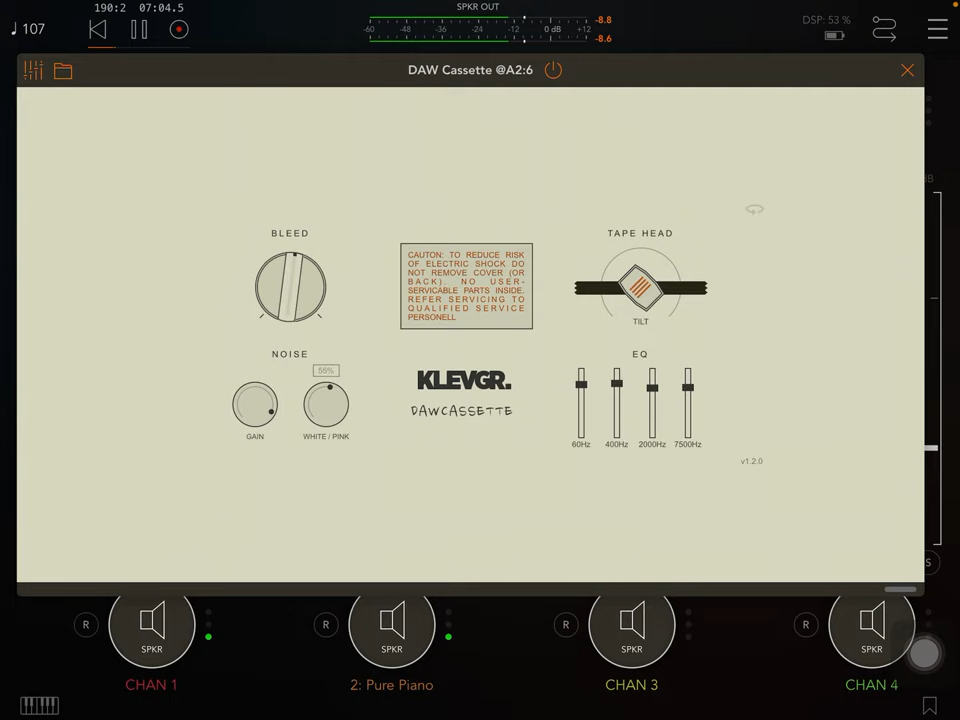 190:2 07:04.5
SPKR OUT
107
-60 -48 -36 -24 -12 0 dB +12
-8.8
-8.6
DSP: 53 %
DAW Cassette @A2:6
BLEED
TAPE HEAD
CAUTON: TO REDUCE RISK
OF ELECTRIC SHOCK DO
NOT REMOVE COVER (OR
BACK). NO USER-
SERVICABLE PARTS INSIDE.
REFER SERVICING TO
QUALIFIED SERVICE
PERSONELL
TILT
NOISE
EQ
55%
KLEVGR.
DAWCASSETTE
GAIN
WHITE / PINK
60Hz 400Hz 2000Hz 7500Hz
v1.2.0
R SPKR R SPKR R SPKR R SPKR S
CHAN 1 2: Pure Piano CHAN 3 CHAN 4